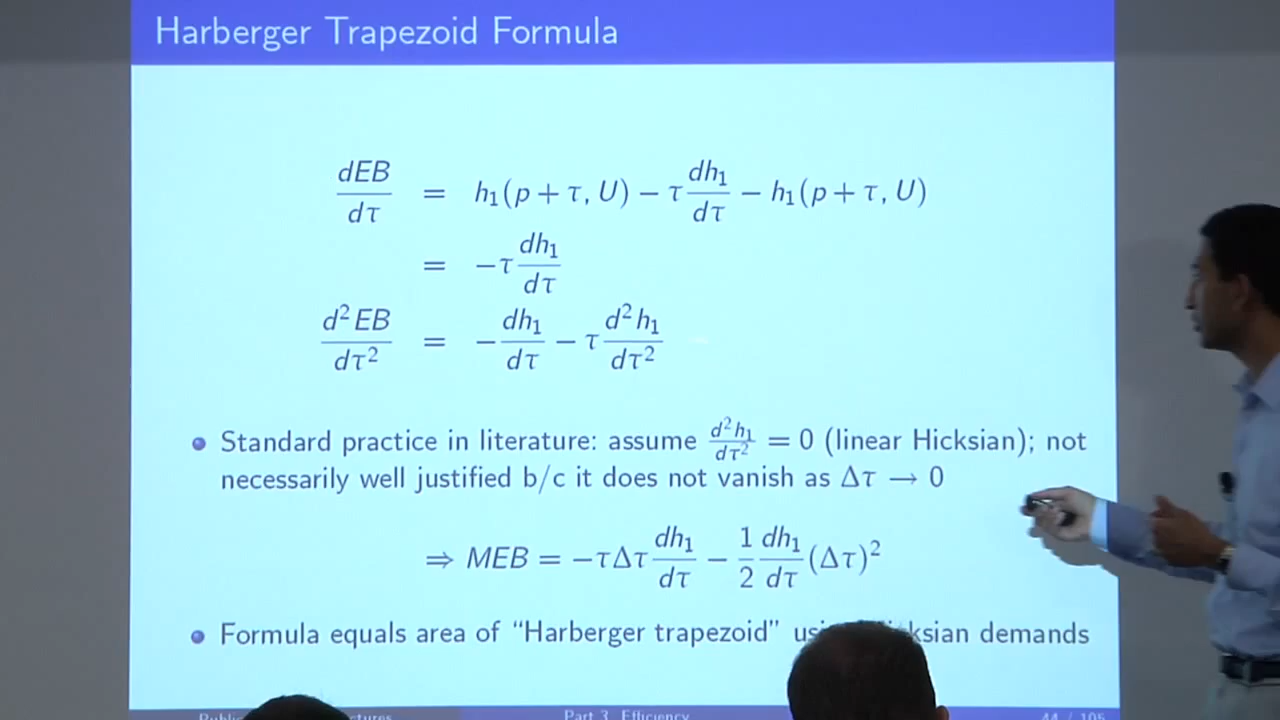 Harberger Trapezoid Formula
dEB/dτ = h₁(p + τ, U) − τ dh₁/dτ − h₁(p + τ, U)
= −τ dh₁/dτ
d²EB/dτ² = − dh₁/dτ − τ d²h₁/dτ²
Standard practice in literature: assume d²h₁/dτ² = 0 (linear Hicksian); not
necessarily well justified b/c it does not vanish as Δτ → 0
⇒ MEB = −τΔτ dh₁/dτ − 1/2 dh₁/dτ (Δτ)²
Formula equals area of “Harberger trapezoid” demands
Part 3 Efficiency 44 / 105